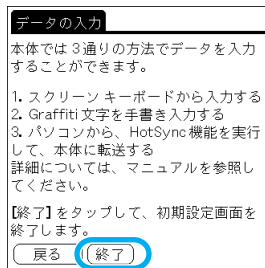 データの入力
本体では3通りの方法でデータを入力
することができます。
1. スクリーン キーボードから入力する
2. Graffiti文字を手書き入力する
3. パソコンから、HotSync機能を実行
して、本体に転送する
詳細については、マニュアルを参照し
てください。
【終了】をタップして、初期設定画面を
終了します。
戻る 終了